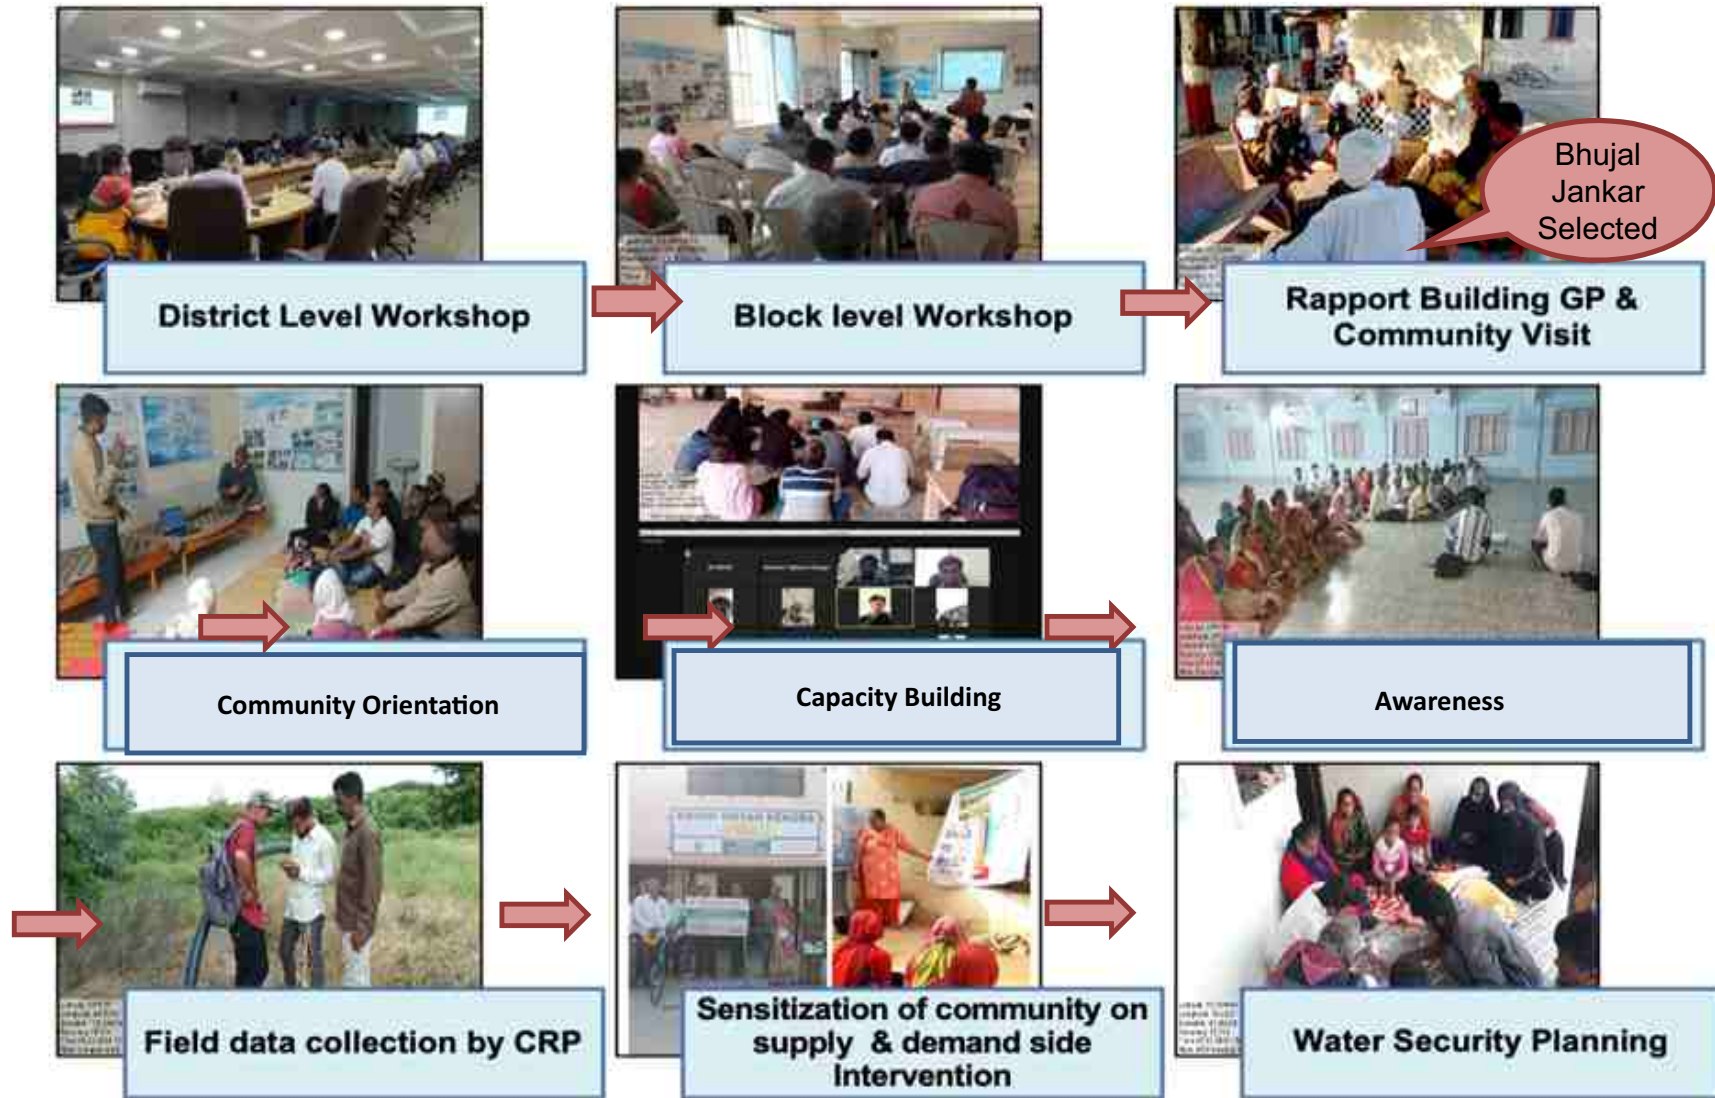 District Level Workshop
Block level Workshop
Bhujal
Jankar
Selected
Rapport Building GP &
Community Visit
Community Orientation
Capacity Building
Awareness
Field data collection by CRP
Sensitization of community on
supply & demand side
Intervention
Water Security Planning